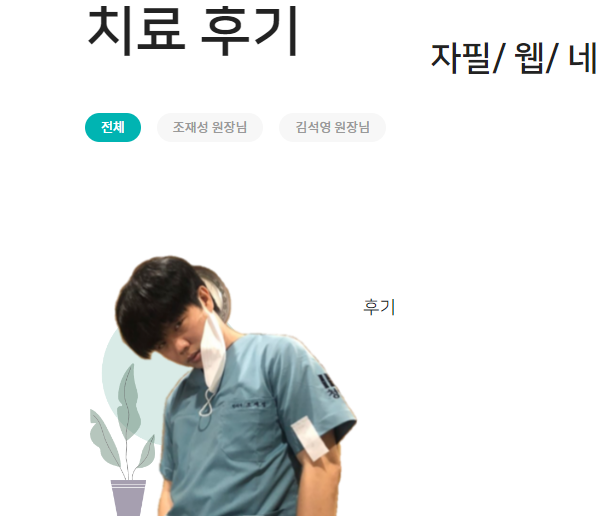 치료 후기
자필/ 웹/ 네
전체
조재성 원장님
김석영 원장님
후기